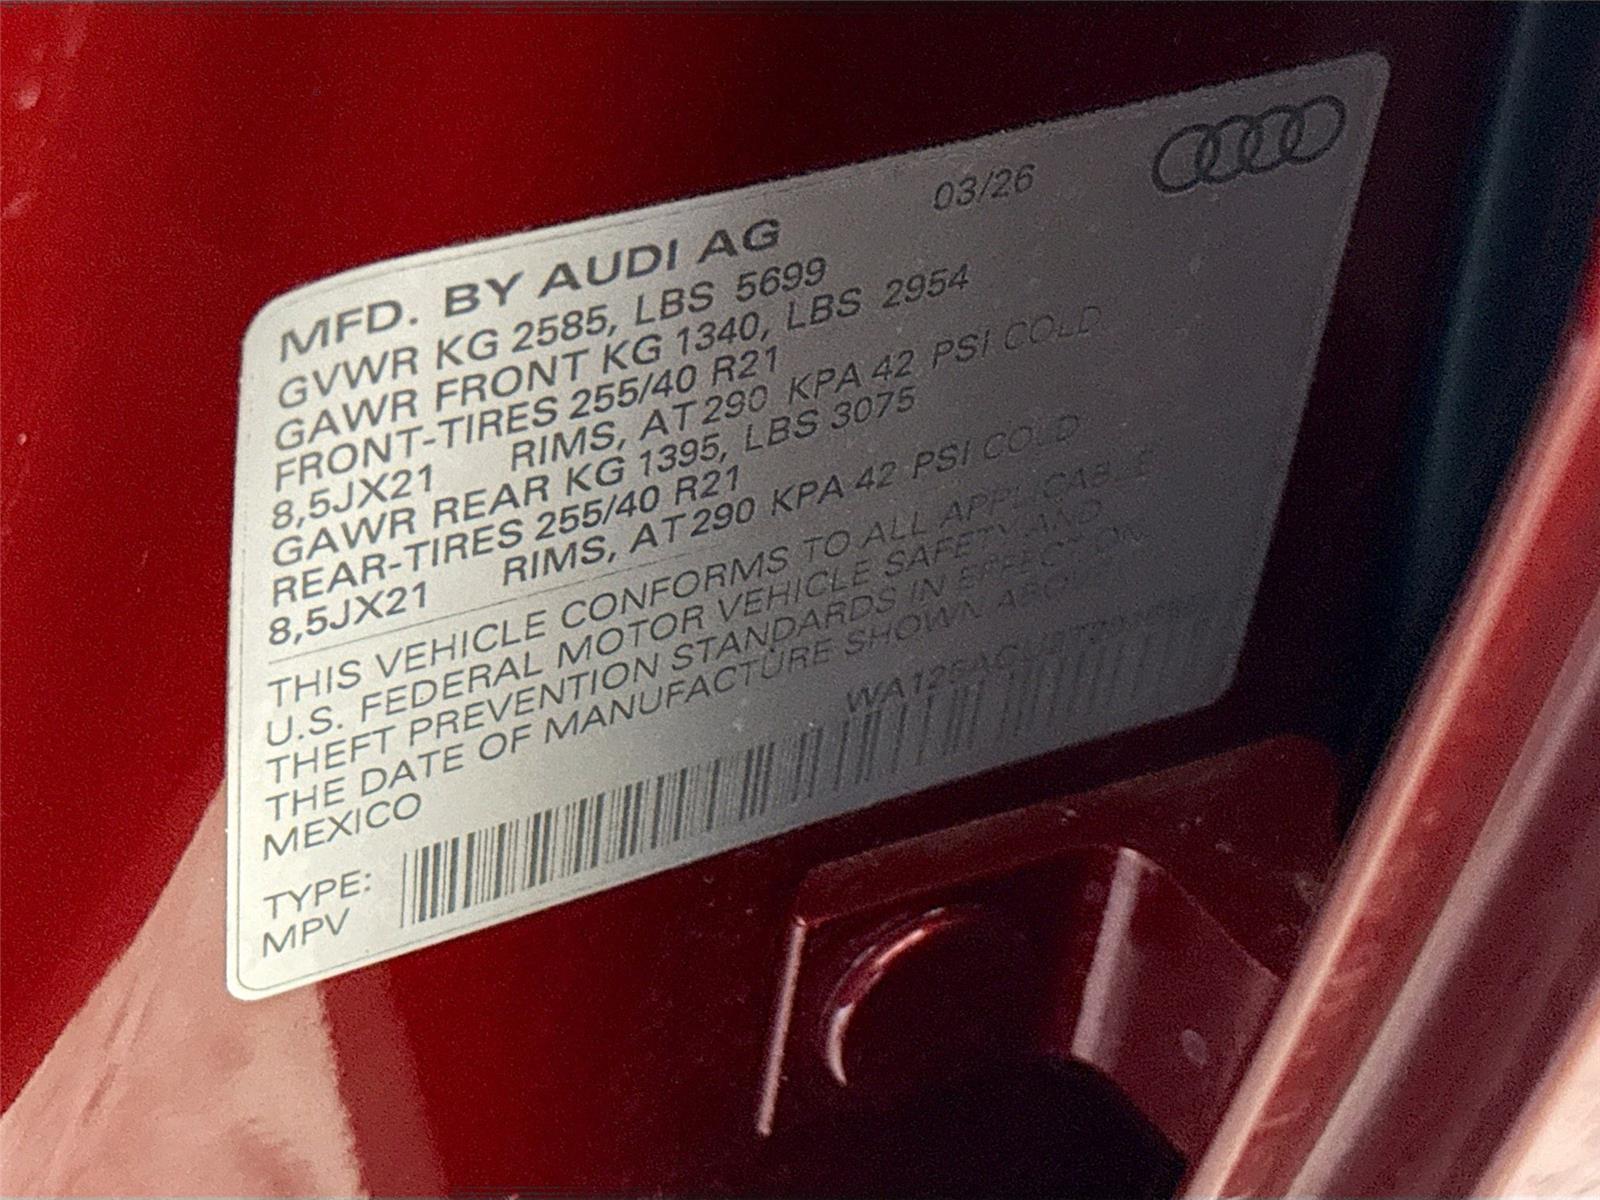 MFD. BY AUDI AG 03/26
GVWR KG 2585, LBS 5699
GAWR FRONT KG 1340, LBS 2954
FRONT-TIRES 255/40 R21
8,5JX21 RIMS, AT 290 KPA 42 PSI COLD
GAWR REAR KG 1395, LBS 3075
REAR-TIRES 255/40 R21
8,5JX21 RIMS, AT 290 KPA 42 PSI COLD
THIS VEHICLE CONFORMS TO ALL APPLICABLE
U.S. FEDERAL MOTOR VEHICLE SAFETY AND
THEFT PREVENTION STANDARDS IN EFFECT ON
THE DATE OF MANUFACTURE SHOWN ABOVE
MEXICO
TYPE:
MPV